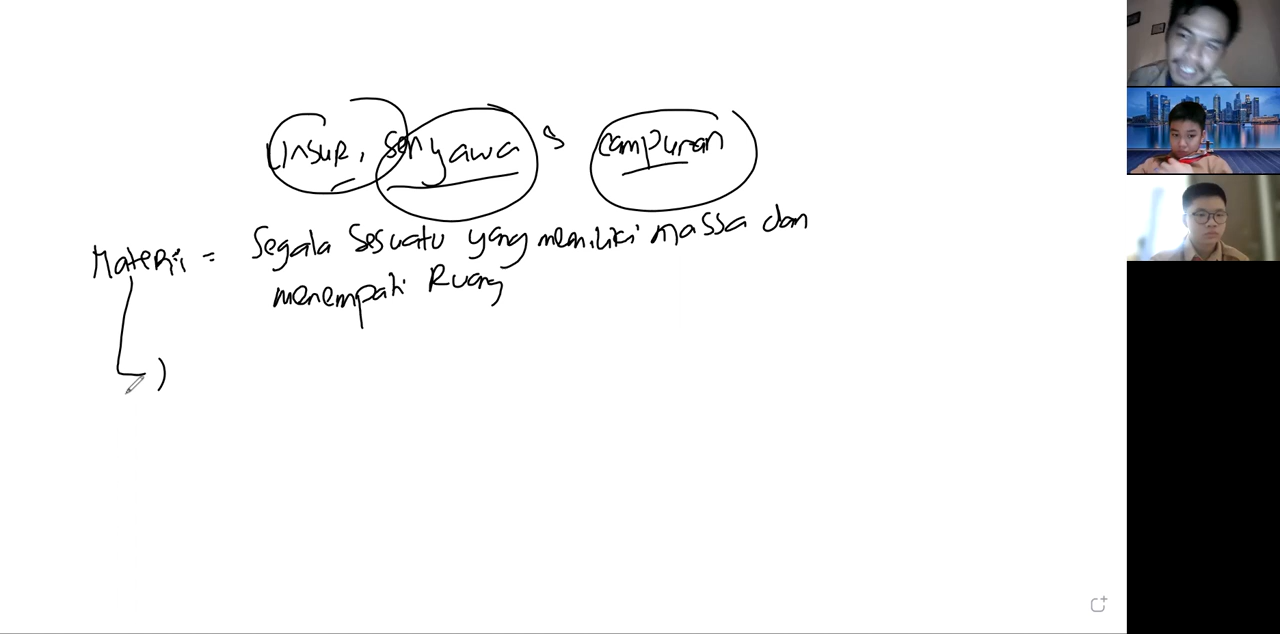 Unsur, senyawa, campuran
Materi = Segala sesuatu yang memiliki massa dan
menempati Ruang